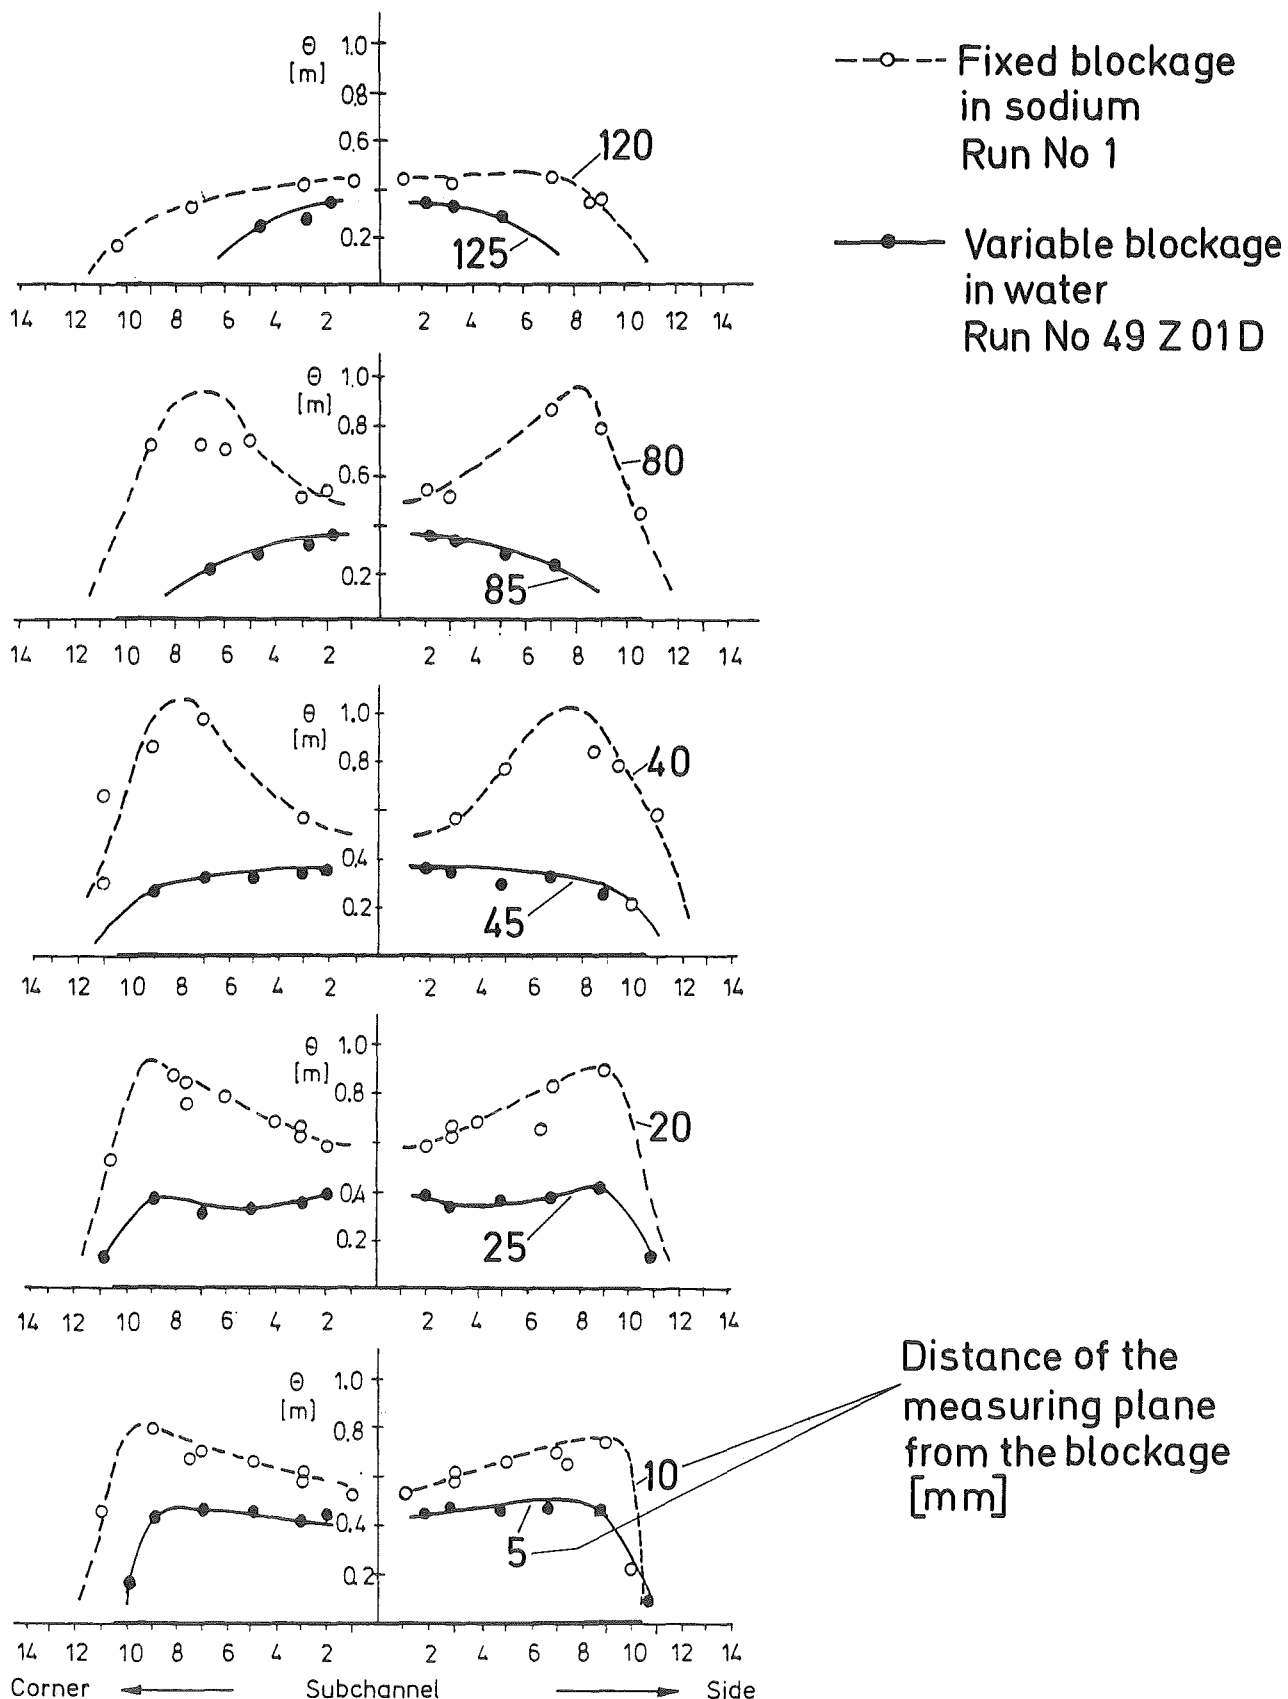 Θ
[m]
1.0
0.8
0.6
0.2
120
125
14 12 10 8 6 4 2 2 4 6 8 10 12 14
Fixed blockage
in sodium
Run No 1
Variable blockage
in water
Run No 49 Z 01 D
Θ
[m]
1.0
0.8
0.6
0.2
80
85
14 12 10 8 6 4 2 2 4 6 8 10 12 14
Θ
[m]
1.0
0.8
0.4
0.2
40
45
14 12 10 8 6 4 2 2 4 6 8 10 12 14
Θ
[m]
1.0
0.8
0.4
0.2
20
25
14 12 10 8 6 4 2 2 4 6 8 10 12 14
Θ
[m]
1.0
0.8
0.4
0.2
10
5
14 12 10 8 6 4 2 2 4 6 8 10 12 14
Corner Subchannel Side
Distance of the
measuring plane
from the blockage
[mm]